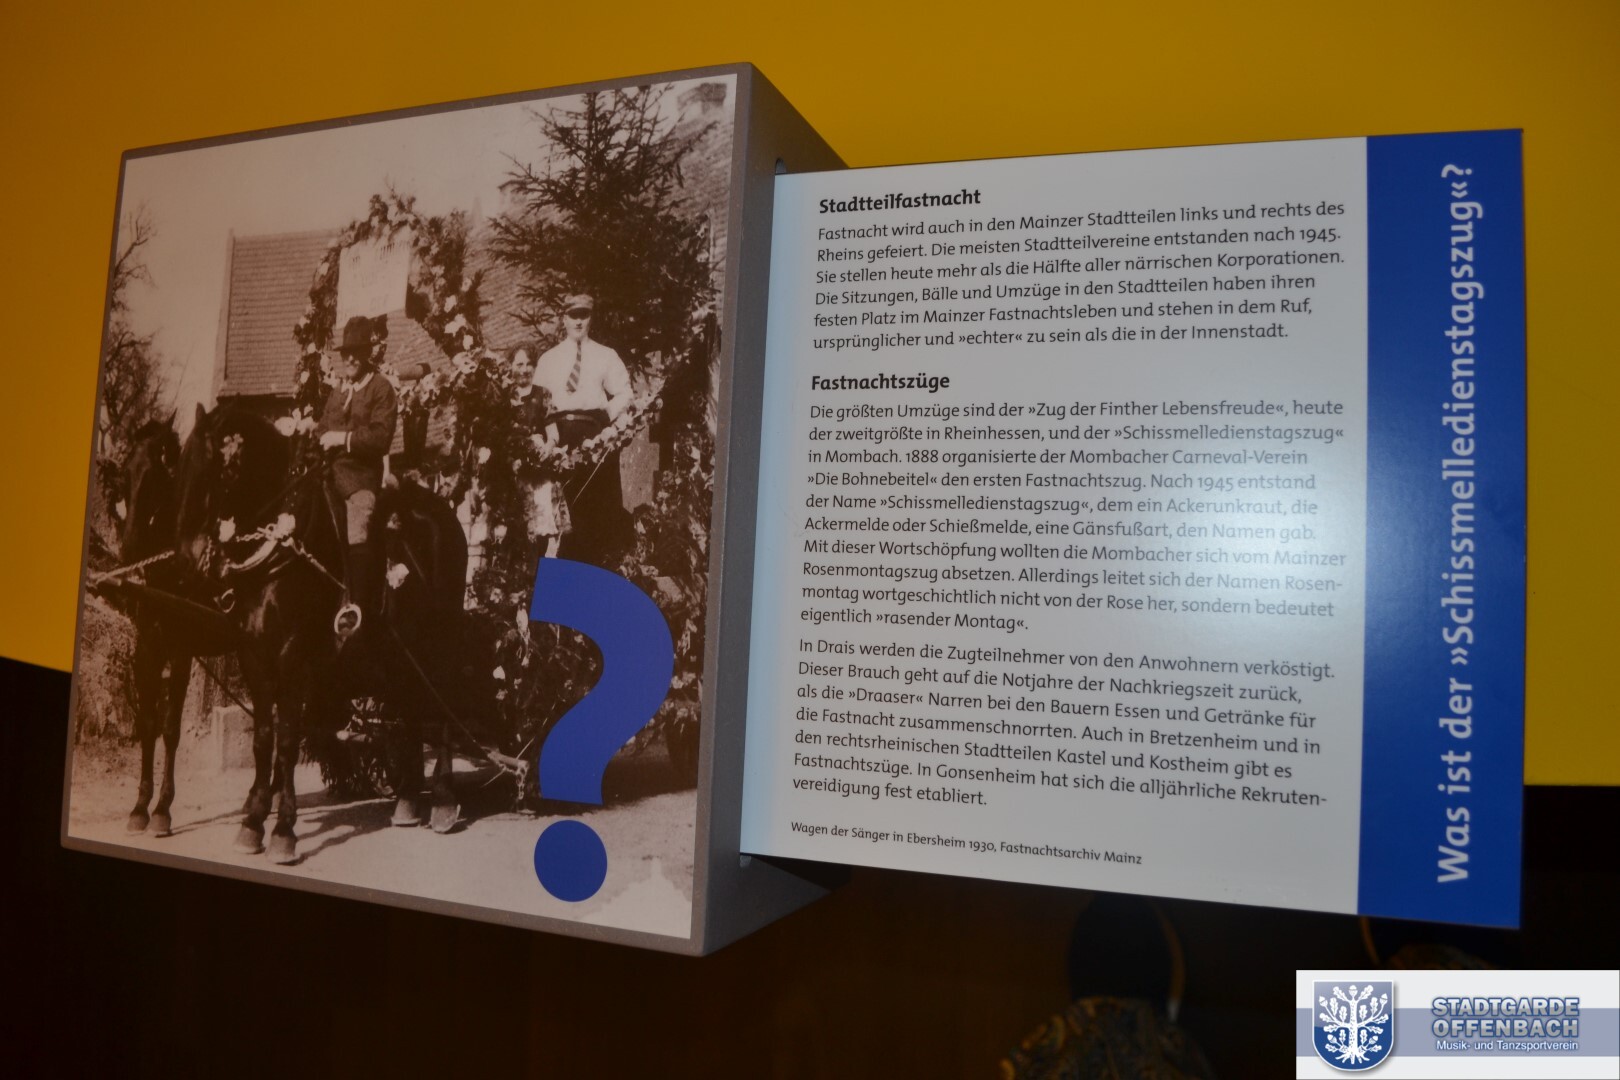 Stadtteilfastnacht
Fastnacht wird auch in den Mainzer Stadtteilen links und rechts des
Rheins gefeiert. Die meisten Stadtteilvereine entstanden nach 1945.
Sie stellen heute mehr als die Hälfte aller närrischen Korporationen.
Die Sitzungen, Bälle und Umzüge in den Stadtteilen haben ihren
festen Platz im Mainzer Fastnachtsleben und stehen in dem Ruf,
ursprünglicher und »echter« zu sein als die in der Innenstadt.
Fastnachtszüge
Die größten Umzüge sind der »Zug der Finther Lebensfreude«, heute
der zweitgrößte in Rheinhessen, und der »Schissmelledienstagszug«
in Mombach. 1888 organisierte der Mombacher Carneval-Verein
»Die Bohnebeitel« den ersten Fastnachtszug. Nach 1945 entstand
der Name »Schissmelledienstagszug«, dem ein Ackerunkraut, die
Ackermelde oder Schießmelde, eine Gänsfußart, den Namen gab.
Mit dieser Wortschöpfung wollten die Mombacher sich vom Mainzer
Rosenmontagszug absetzen. Allerdings leitet sich der Namen Rosen-
montag wortgeschichtlich nicht von der Rose her, sondern bedeutet
eigentlich »rasender Montag«.
In Drais werden die Zugteilnehmer von den Anwohnern verköstigt.
Dieser Brauch geht auf die Notjahre der Nachkriegszeit zurück,
als die »Draaser« Narren bei den Bauern Essen und Getränke für
die Fastnacht zusammenschnorrten. Auch in Bretzenheim und in
den rechtsrheinischen Stadtteilen Kastel und Kostheim gibt es
Fastnachtszüge. In Gonsenheim hat sich die alljährliche Rekruten-
vereidigung fest etabliert.
Wagen der Sänger in Ebersheim 1930, Fastnachtsarchiv Mainz
Was ist der »Schissmelledienstagszug«?
?
STADTGARDE
OFFENBACH
Musik- und Tanzsportverein